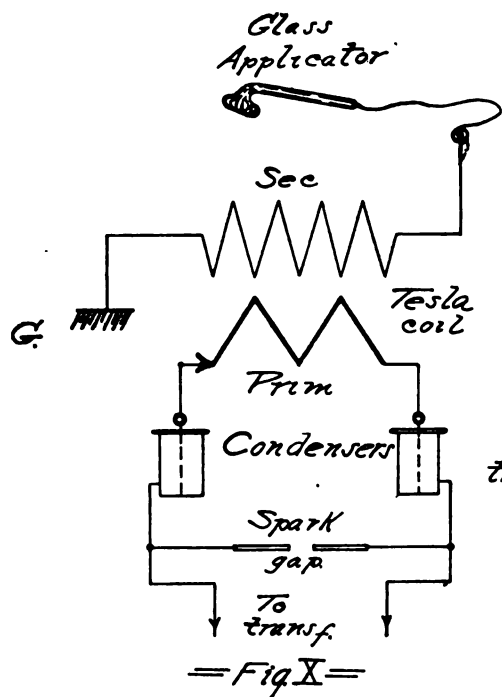 Glass
Applicator
Sec
Tesla
coil
G.
Prim
Condensers
Spark
gap.
To
transf.
Fig. X